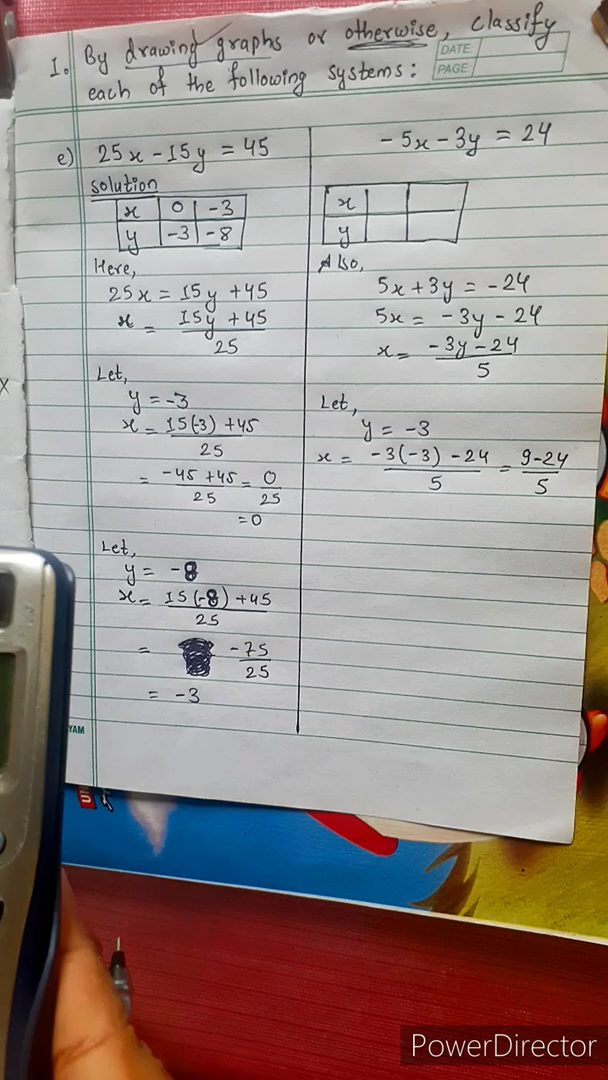 1. By drawing graphs or otherwise, classify
each of the following systems:
DATE
PAGE
e) 25x - 15y = 45
solution
x 0 -3
y -3 -8
Here,
25x = 15y + 45
x = 15y + 45 / 25
Let,
y = -3
x = 15(-3) + 45 / 25
= -45 + 45 / 25 = 0 / 25
= 0
Let,
y = -8
x = 15(-8) + 45 / 25
= -75 / 25
= -3
-5x - 3y = 24
x
y
Also,
5x + 3y = -24
5x = -3y - 24
x = -3y - 24 / 5
Let,
y = -3
x = -3(-3) - 24 / 5 = 9 - 24 / 5
YAM
PowerDirector